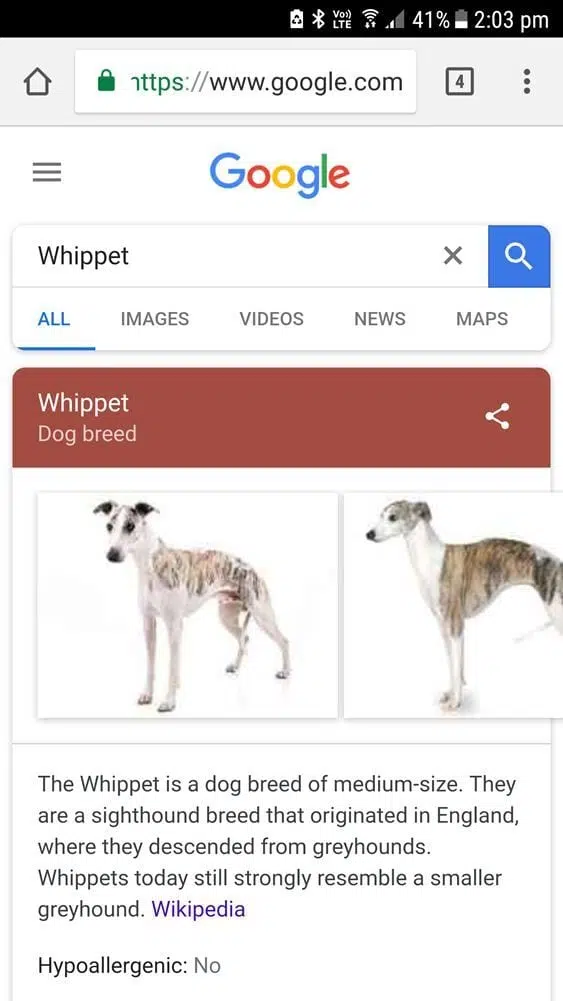 Vo)) LTE 41% 2:03 pm
https://www.google.com 4
Google
Whippet
ALL IMAGES VIDEOS NEWS MAPS
Whippet
Dog breed
The Whippet is a dog breed of medium-size. They
are a sighthound breed that originated in England,
where they descended from greyhounds.
Whippets today still strongly resemble a smaller
greyhound. Wikipedia
Hypoallergenic: No